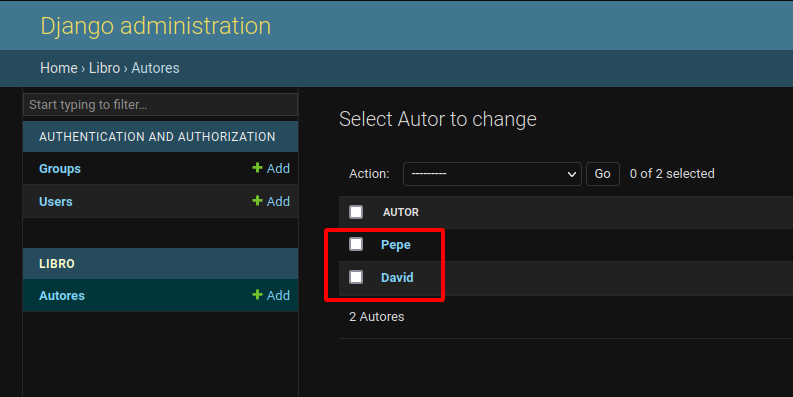 Django administration
Home › Libro › Autores
Start typing to filter...
AUTHENTICATION AND AUTHORIZATION
Groups + Add
Users + Add
LIBRO
Autores + Add
Select Autor to change
Action: --------- Go 0 of 2 selected
AUTOR
Pepe
David
2 Autores